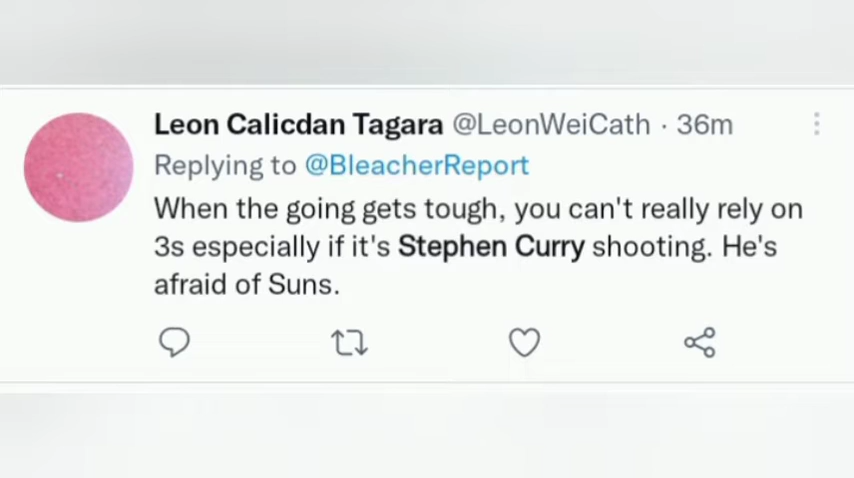 Leon Calicdan Tagara @LeonWeiCath · 36m
Replying to @BleacherReport
When the going gets tough, you can't really rely on
3s especially if it's Stephen Curry shooting. He's
afraid of Suns.